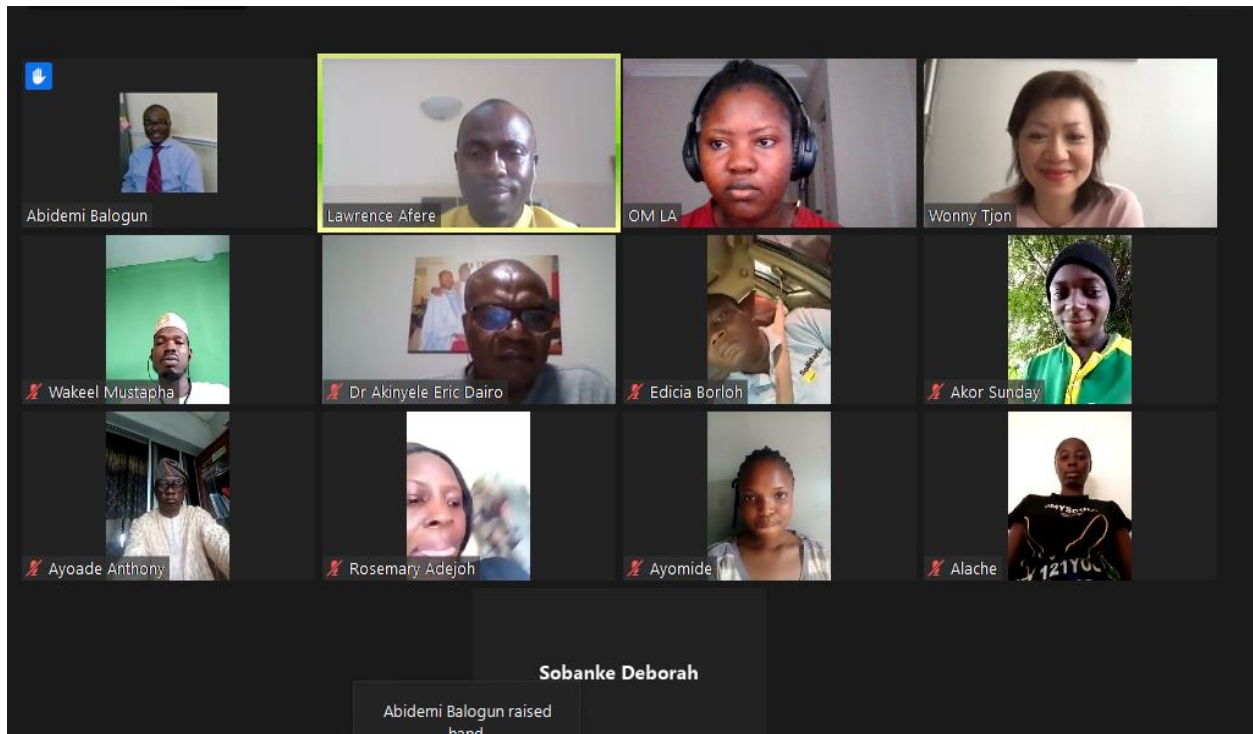 Abidemi Balogun
Lawrence Afere
OM LA
Wonny Tjon
Wakeel Mustapha
Dr Akinyele Eric Dairo
Edicia Borloh
Akor Sunday
Ayoade Anthony
Rosemary Adejoh
Ayomide
Alache
121YOU
Sobanke Deborah
Abidemi Balogun raised
hand